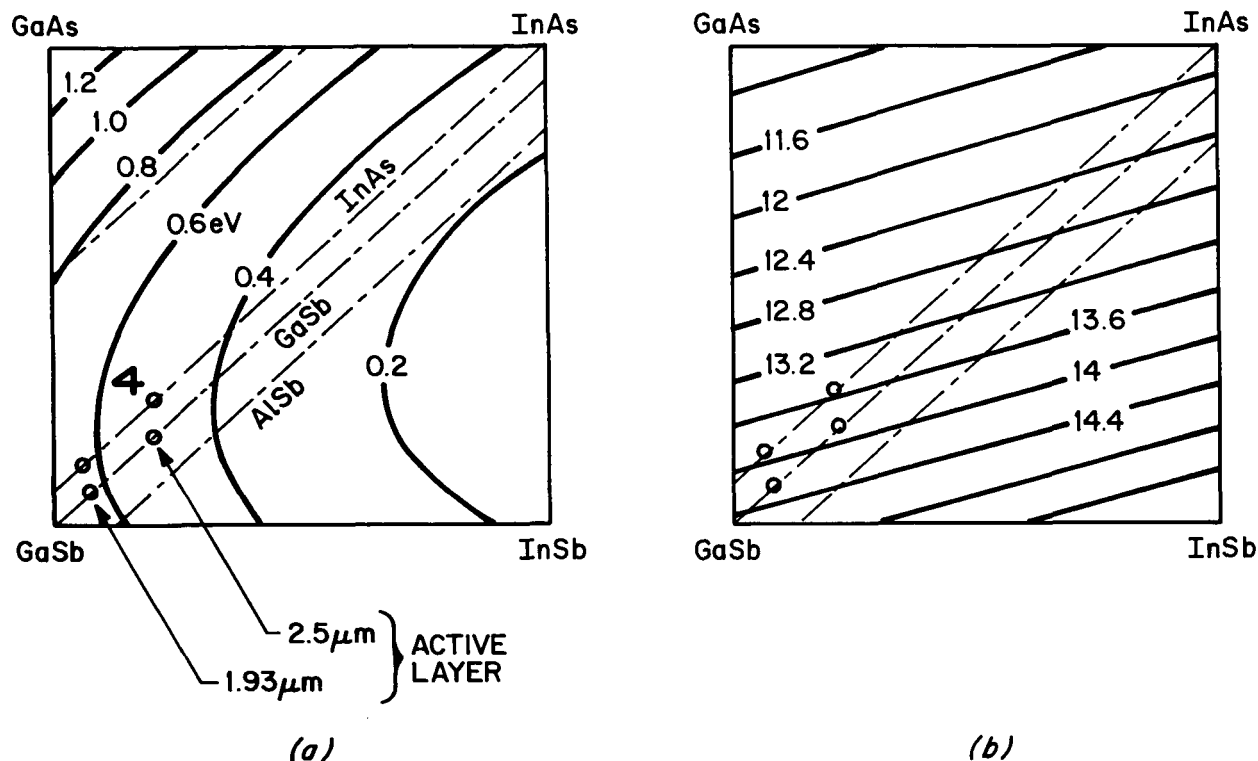 GaAs
InAs
1.2
1.0
0.8
0.6eV
0.4
0.2
InAs
GaSb
AlSb
4
GaSb
InSb
2.5μm
1.93μm
ACTIVE
LAYER
(a)
GaAs
InAs
11.6
12
12.4
12.8
13.2
13.6
14
14.4
GaSb
InSb
(b)